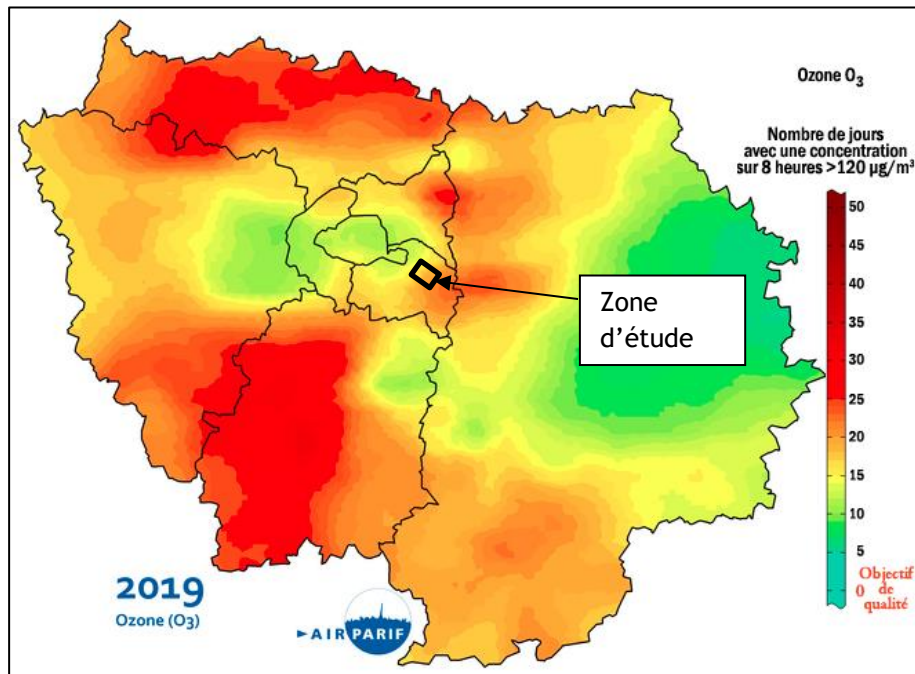 Ozone O3
Nombre de jours
avec une concentration
sur 8 heures >120 µg/m³
50
45
40
35
30
25
20
15
10
5
0
Objectif
de
qualité
Zone
d'étude
2019
Ozone (O3)
AIRPARIF